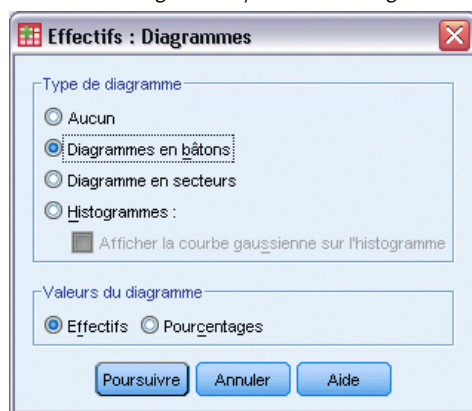 Effectifs : Diagrammes
Type de diagramme
Aucun
Diagrammes en bâtons
Diagramme en secteurs
Histogrammes :
Afficher la courbe gaussienne sur l'histogramme
Valeurs du diagramme
Effectifs Pourcentages
Poursuivre Annuler Aide